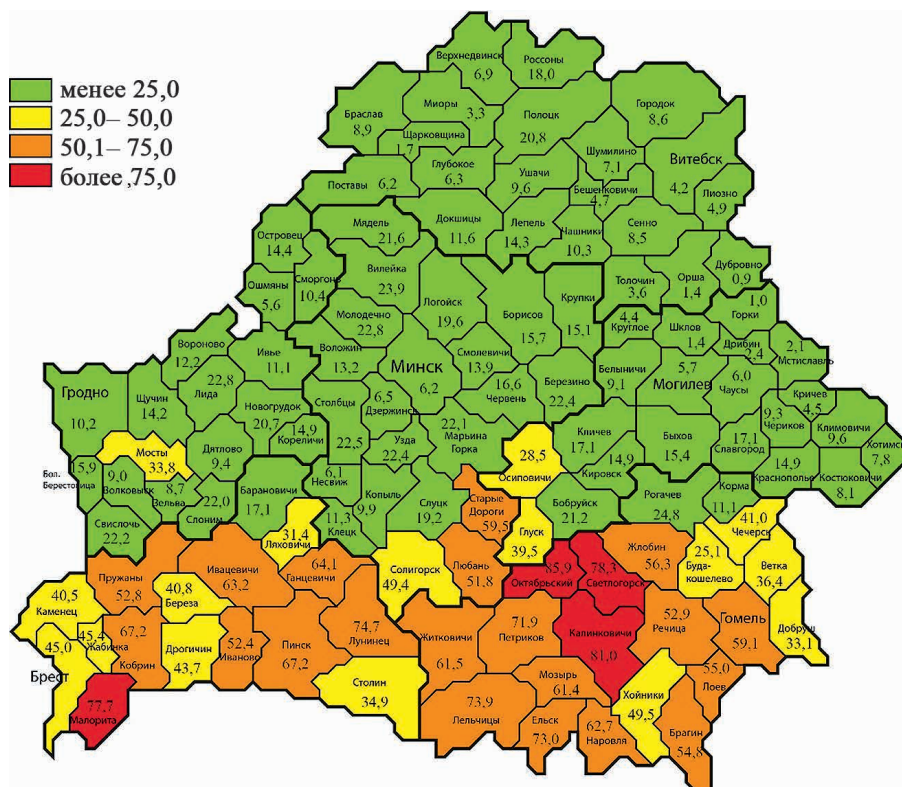 менее 25,0
25,0– 50,0
50,1– 75,0
более ,75,0
Верхнедвинск
6,9
Россоны
18,0
Браслав
8,9
Миоры
3,3
Полоцк
20,8
Городок
8,6
Шарковщина
1,7
Глубокое
6,3
Шумилино
7,1
Витебск
4,2
Поставы 6,2
Ушачи
9,6
Бешенковичи
4,7
Лиозно
4,9
Докшицы
11,6
Лепель
14,3
Чашники
10,3
Сенно
8,5
Мядель
21,6
Островец
14,4
Ошмяны
5,6
Сморгонь
10,4
Вилейка
23,9
Логойск
19,6
Борисов
15,7
Крупки
15,1
Толочин
3,6
Орша
1,4
Дубровно
0,9
Молодечно
22,8
4,4
Круглое
Шклов
1,4
1,0
Горки
Дрибин
2,4
2,1
Мстиславль
Вороново
12,2
Ивье
11,1
Воложин
13,2
Минск
6,2
Смолевичи
13,9
Белыничи
9,1
5,7
Могилев
6,0
Чаусы
Гродно
10,2
Щучин
14,2
22,8
Лида
Новогрудок
20,7
Столбцы
22,5
6,5
Дзержинск
16,6
Червень
Березино
22,4
9,3
Чериков
Кричев
4,5
Климовичи
9,6
Хотимс
7,8
14,9
Кореличи
Узда
22,4
22,1
Марьина
Горка
Кличев
17,1
Быхов
15,4
17,1
Славгород
Мосты
33,8
Дятлово
9,4
28,5
Осиповичи
14,9
Кировск
14,9
Краснополье
Костюковичи
8,1
Бол.
Берестовица
15,9
9,0
Волковыск
8,7
Зельва
22,0
Слоним
Барановичи
17,1
6,1
Несвиж
Копыль
9,9
Слуцк
19,2
Старые
Дороги
59,5
Бобруйск
21,2
Рогачев
24,8
Корма
11,1
Свислочь
22,2
31,4
Ляховичи
11,3
Клецк
Глуск
39,5
41,0
Чечерск
Пружаны
52,8
Ивацевичи
63,2
64,1
Ганцевичи
Солигорск
49,4
Любань
51,8
85,9
Октябрьский
78,3
Светлогорск
Жлобин
56,3
25,1
Буда-
кошелево
Ветка
36,4
40,5
Каменец
40,8
Береза
45,0
Брест
45,4
Жабинка
67,2
Кобрин
Дрогичин
43,7
52,4
Иваново
Пинск
67,2
74,7
Лунинец
Житковичи
61,5
71,9
Петриков
Калинковичи
81,0
52,9
Речица
Гомель
59,1
Добруш
33,1
77,7
Малорита
Столин
34,9
73,9
Лельчицы
Мозырь
61,4
Ельск
73,0
62,7
Наровля
Хойники
49,5
55,0
Лоев
Брагин
54,8